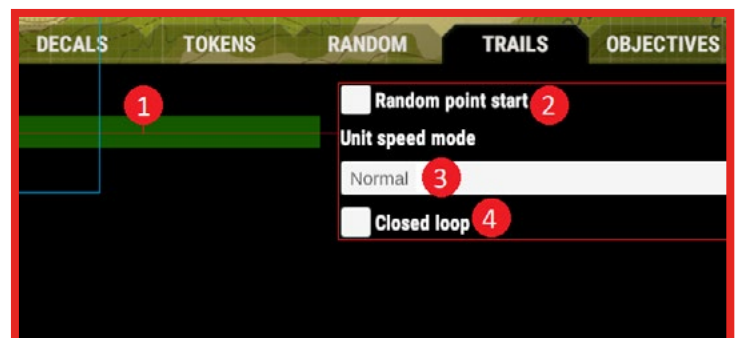 DECALS TOKENS RANDOM TRAILS OBJECTIVES
1
Random point start 2
Unit speed mode
Normal 3
Closed loop 4